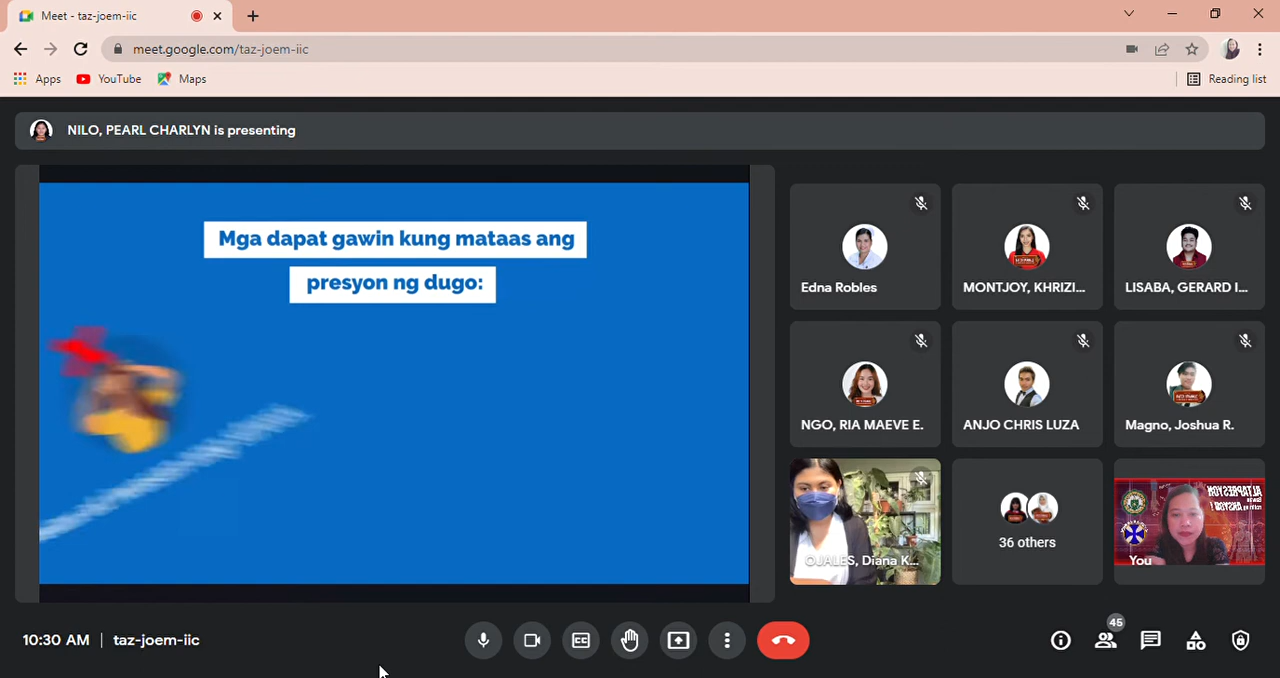 Meet - taz-joem-iic
meet.google.com/taz-joem-iic
Apps
YouTube
Maps
Reading list
NILO, PEARL CHARLYN is presenting
Mga dapat gawin kung mataas ang
presyon ng dugo:
Edna Robles
MONTJOY, KHRIZI...
LISABA, GERARD I...
NGO, RIA MAEVE E.
ANJO CHRIS LUZA
Magno, Joshua R.
OJALES, Diana K...
36 others
You
10:30 AM | taz-joem-iic
45